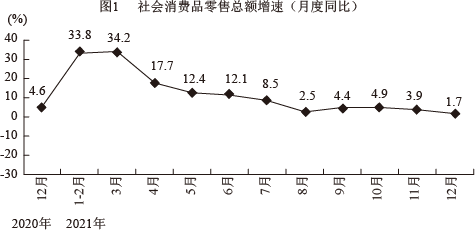 图1 社会消费品零售总额增速（月度同比）
(%)
40
30
20
10
0
-10
-20
-30
4.6
33.8
34.2
17.7
12.4
12.1
8.5
2.5
4.4
4.9
3.9
1.7
12月
1-2月
3月
4月
5月
6月
7月
8月
9月
10月
11月
12月
2020年 2021年